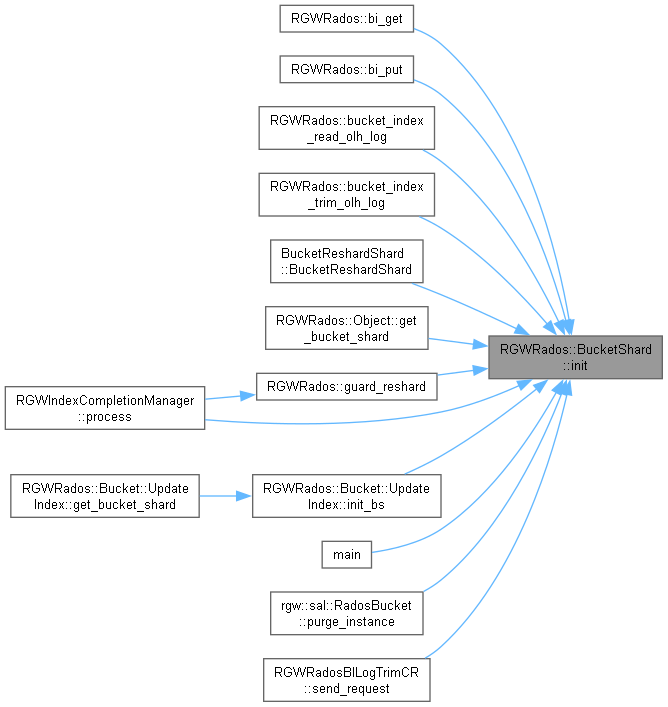 RGWRados::bi_get
RGWRados::bi_put
RGWRados::bucket_index
_read_olh_log
RGWRados::bucket_index
_trim_olh_log
BucketReshardShard
::BucketReshardShard
RGWRados::Object::get
_bucket_shard
RGWRados::BucketShard
::init
RGWRados::guard_reshard
RGWIndexCompletionManager
::process
RGWRados::Bucket::Update
Index::get_bucket_shard
RGWRados::Bucket::Update
Index::init_bs
main
rgw::sal::RadosBucket
::purge_instance
RGWRadosBILogTrimCR
::send_request